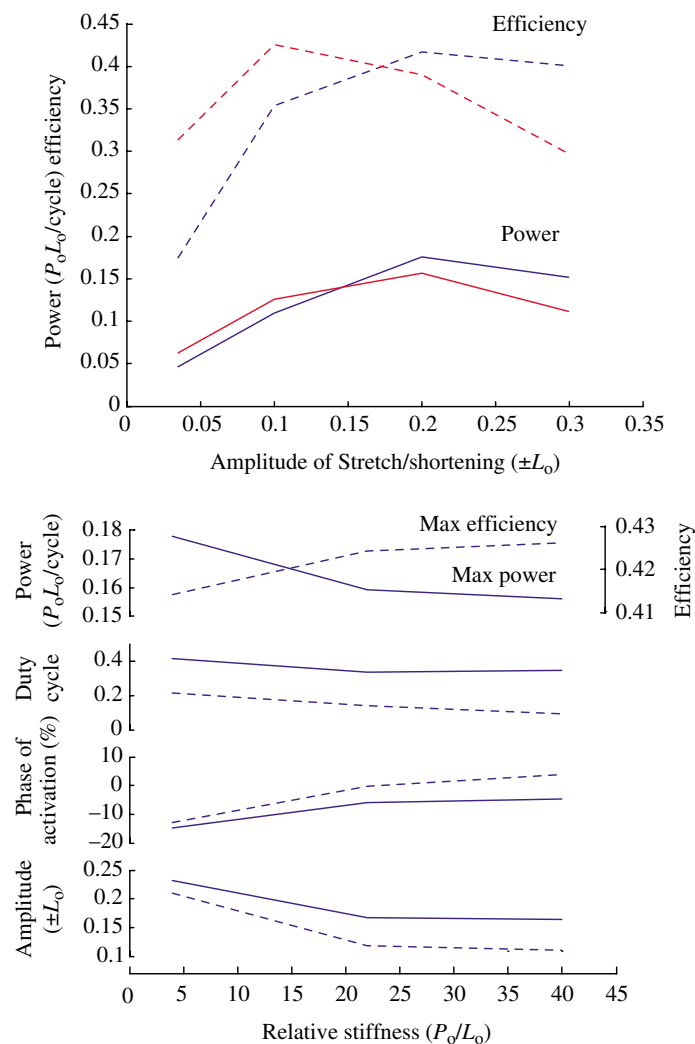 0.45
0.4
0.35
0.3
0.25
0.2
0.15
0.1
0.05
0
Power (PoLo/cycle) efficiency
Efficiency
Power
0 0.05 0.1 0.15 0.2 0.25 0.3 0.35
Amplitude of Stretch/shortening (±Lo)
Power
(PoLo/cycle)
0.18
0.17
0.16
0.15
Max efficiency
Max power
0.43
0.42
0.41
Efficiency
Duty
cycle
0.4
0.2
0
Phase of
activation (%)
10
0
–10
–20
Amplitude
(±Lo)
0.25
0.2
0.15
0.1
0 5 10 15 20 25 30 35 40 45
Relative stiffness (Po/Lo)